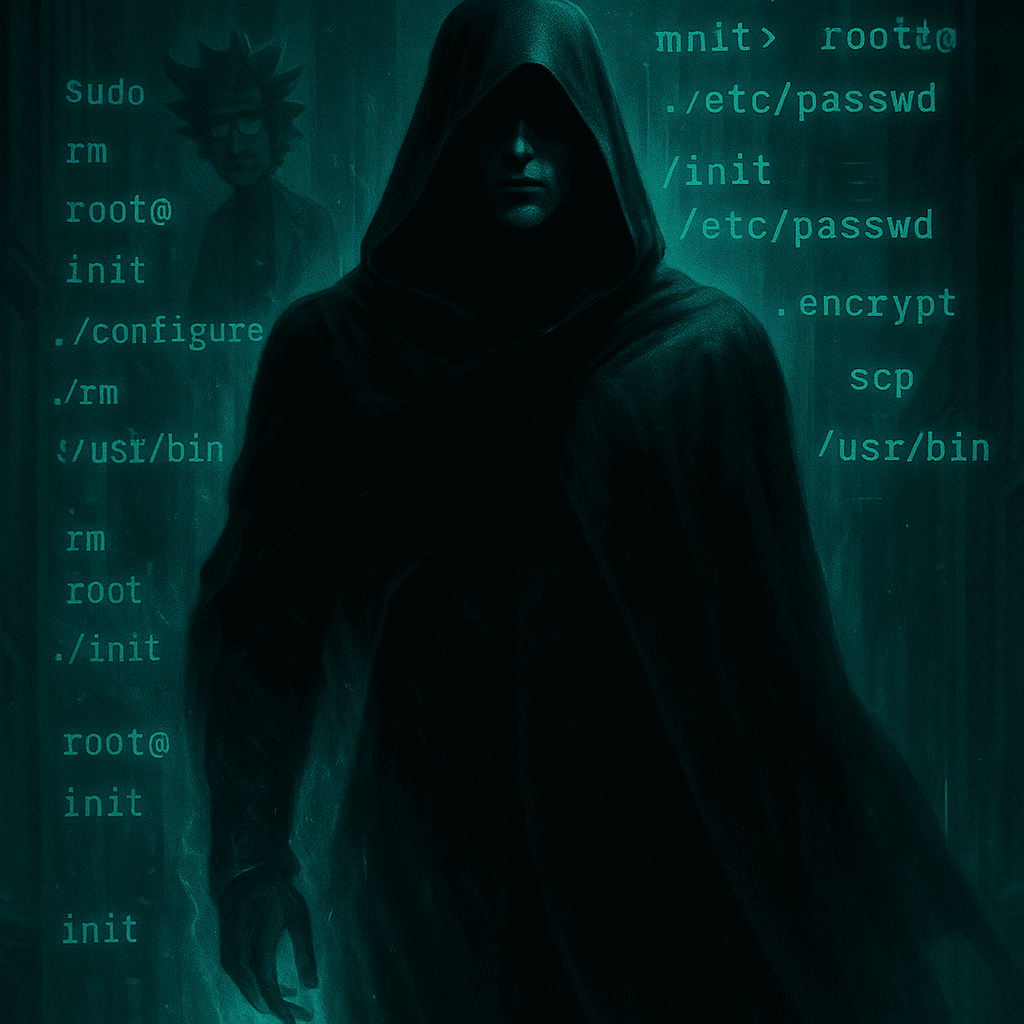 sudo
rm
root@
init
./configure
./rm
/usr/bin
rm
root
./init
root@
init
init
mnit> root
./etc/passwd
/init
/etc/passwd
.encrypt
scp
/usr/bin